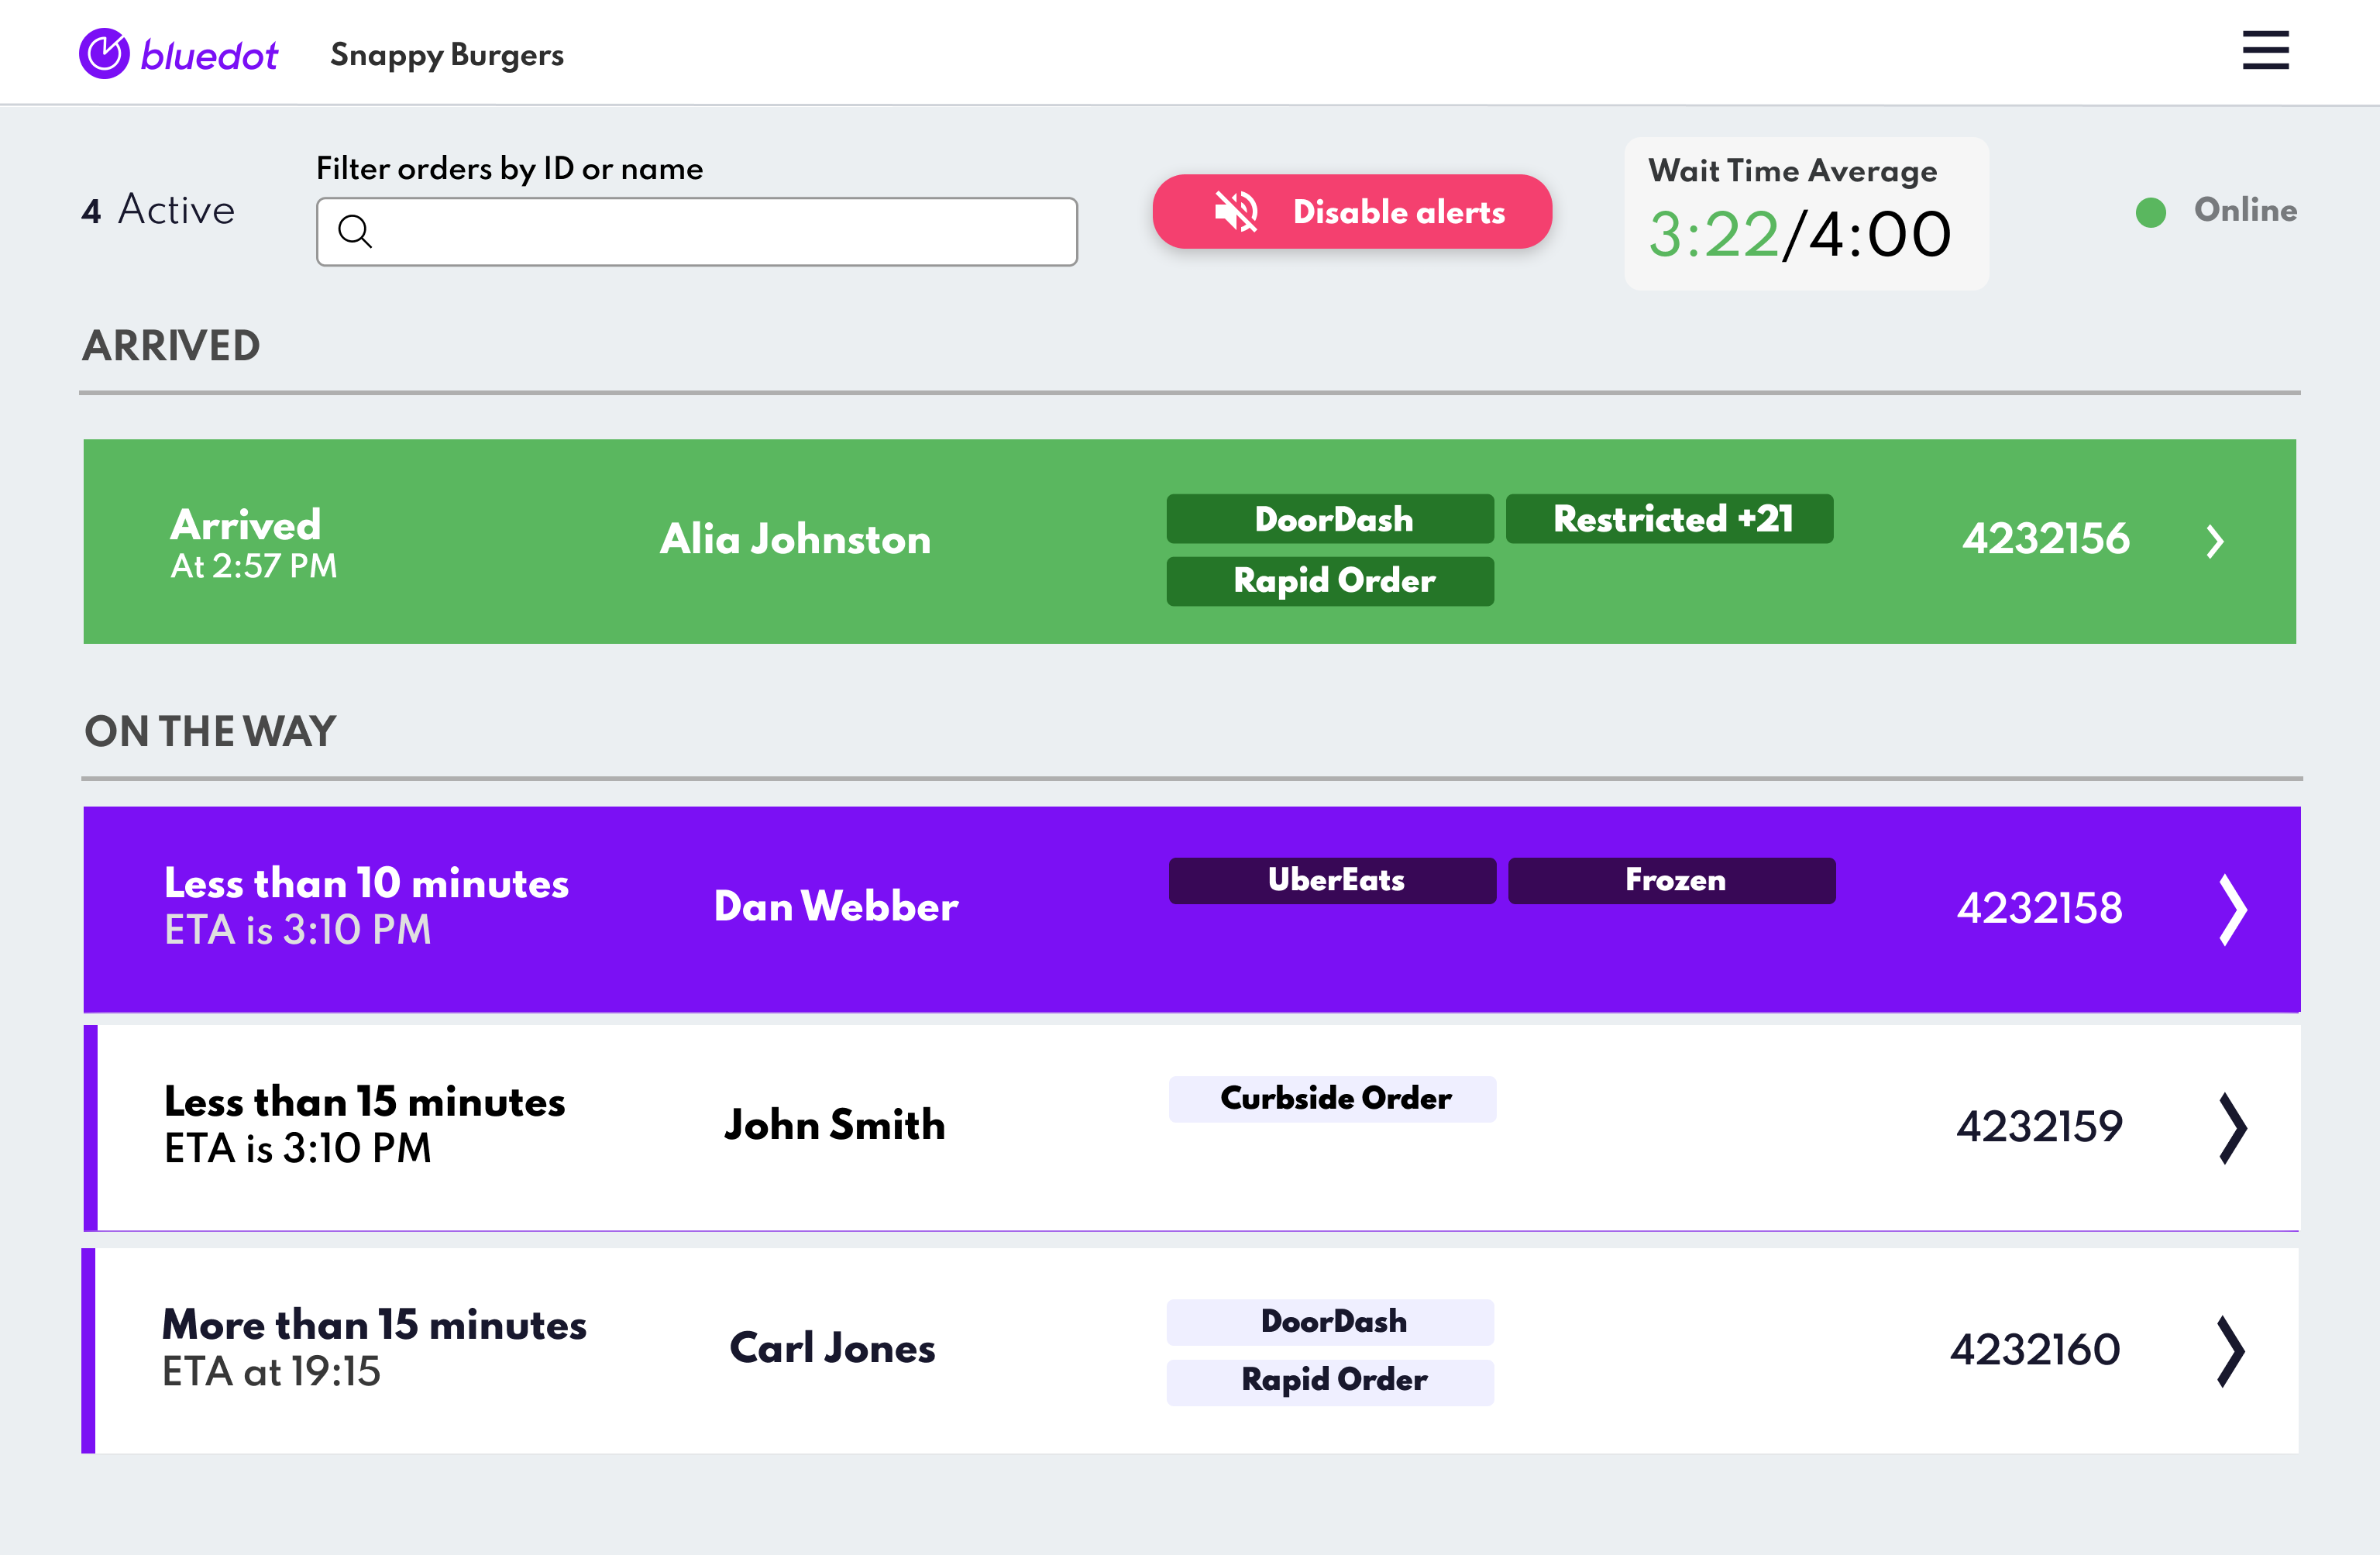 bluedot
Snappy Burgers
4 Active
Filter orders by ID or name
Disable alerts
Wait Time Average
3:22/4:00
Online
ARRIVED
Arrived
At 2:57 PM
Alia Johnston
DoorDash
Restricted +21
Rapid Order
4232156
ON THE WAY
Less than 10 minutes
ETA is 3:10 PM
Dan Webber
UberEats
Frozen
4232158
Less than 15 minutes
ETA is 3:10 PM
John Smith
Curbside Order
4232159
More than 15 minutes
ETA at 19:15
Carl Jones
DoorDash
Rapid Order
4232160